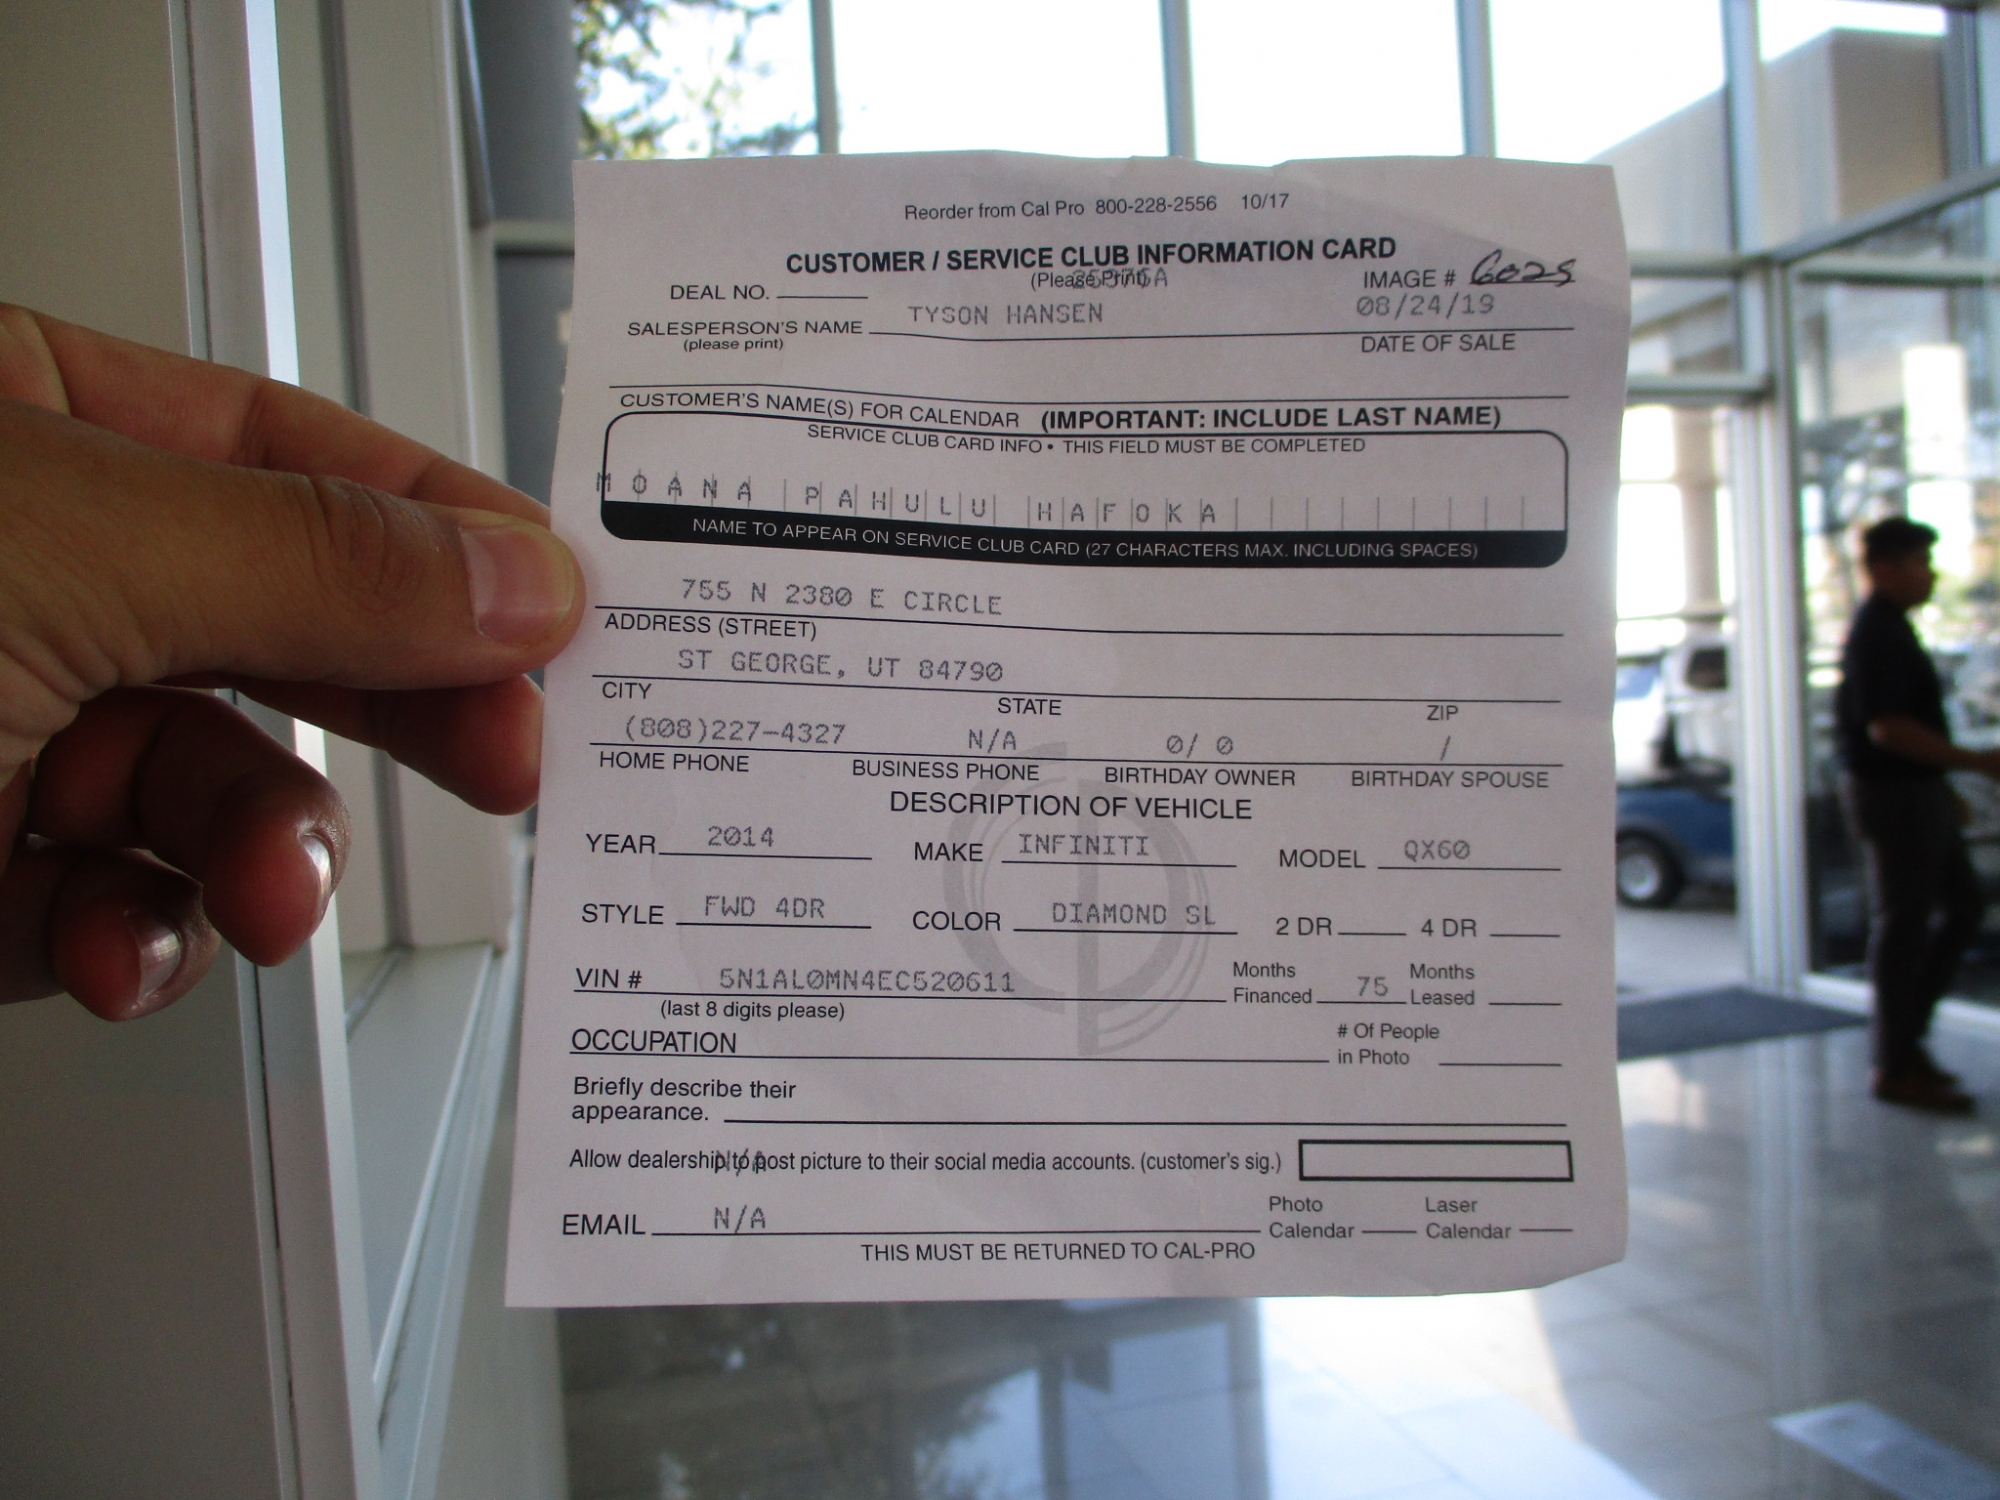 Reorder from Cal Pro 800-228-2556 10/17
CUSTOMER / SERVICE CLUB INFORMATION CARD
(Please Print)
DEAL NO.
IMAGE #
TYSON HANSEN 08/24/19
SALESPERSON'S NAME
(please print)
DATE OF SALE
CUSTOMER'S NAME(S) FOR CALENDAR (IMPORTANT: INCLUDE LAST NAME)
SERVICE CLUB CARD INFO • THIS FIELD MUST BE COMPLETED
MOANA PAHULU HAFOKA
NAME TO APPEAR ON SERVICE CLUB CARD (27 CHARACTERS MAX. INCLUDING SPACES)
755 N 2380 E CIRCLE
ADDRESS (STREET)
ST GEORGE, UT 84790
CITY STATE ZIP
(808)227-4327 N/A 0/ 0 /
HOME PHONE BUSINESS PHONE BIRTHDAY OWNER BIRTHDAY SPOUSE
DESCRIPTION OF VEHICLE
YEAR 2014 MAKE INFINITI MODEL QX60
STYLE FWD 4DR COLOR DIAMOND SL 2 DR 4 DR
VIN # 5N1AL0MN4EC520611 Months Financed 75 Months Leased
(last 8 digits please)
OCCUPATION # Of People in Photo
Briefly describe their
appearance.
Allow dealership to post picture to their social media accounts. (customer's sig.)
N/A
EMAIL N/A Photo Calendar Laser Calendar
THIS MUST BE RETURNED TO CAL-PRO